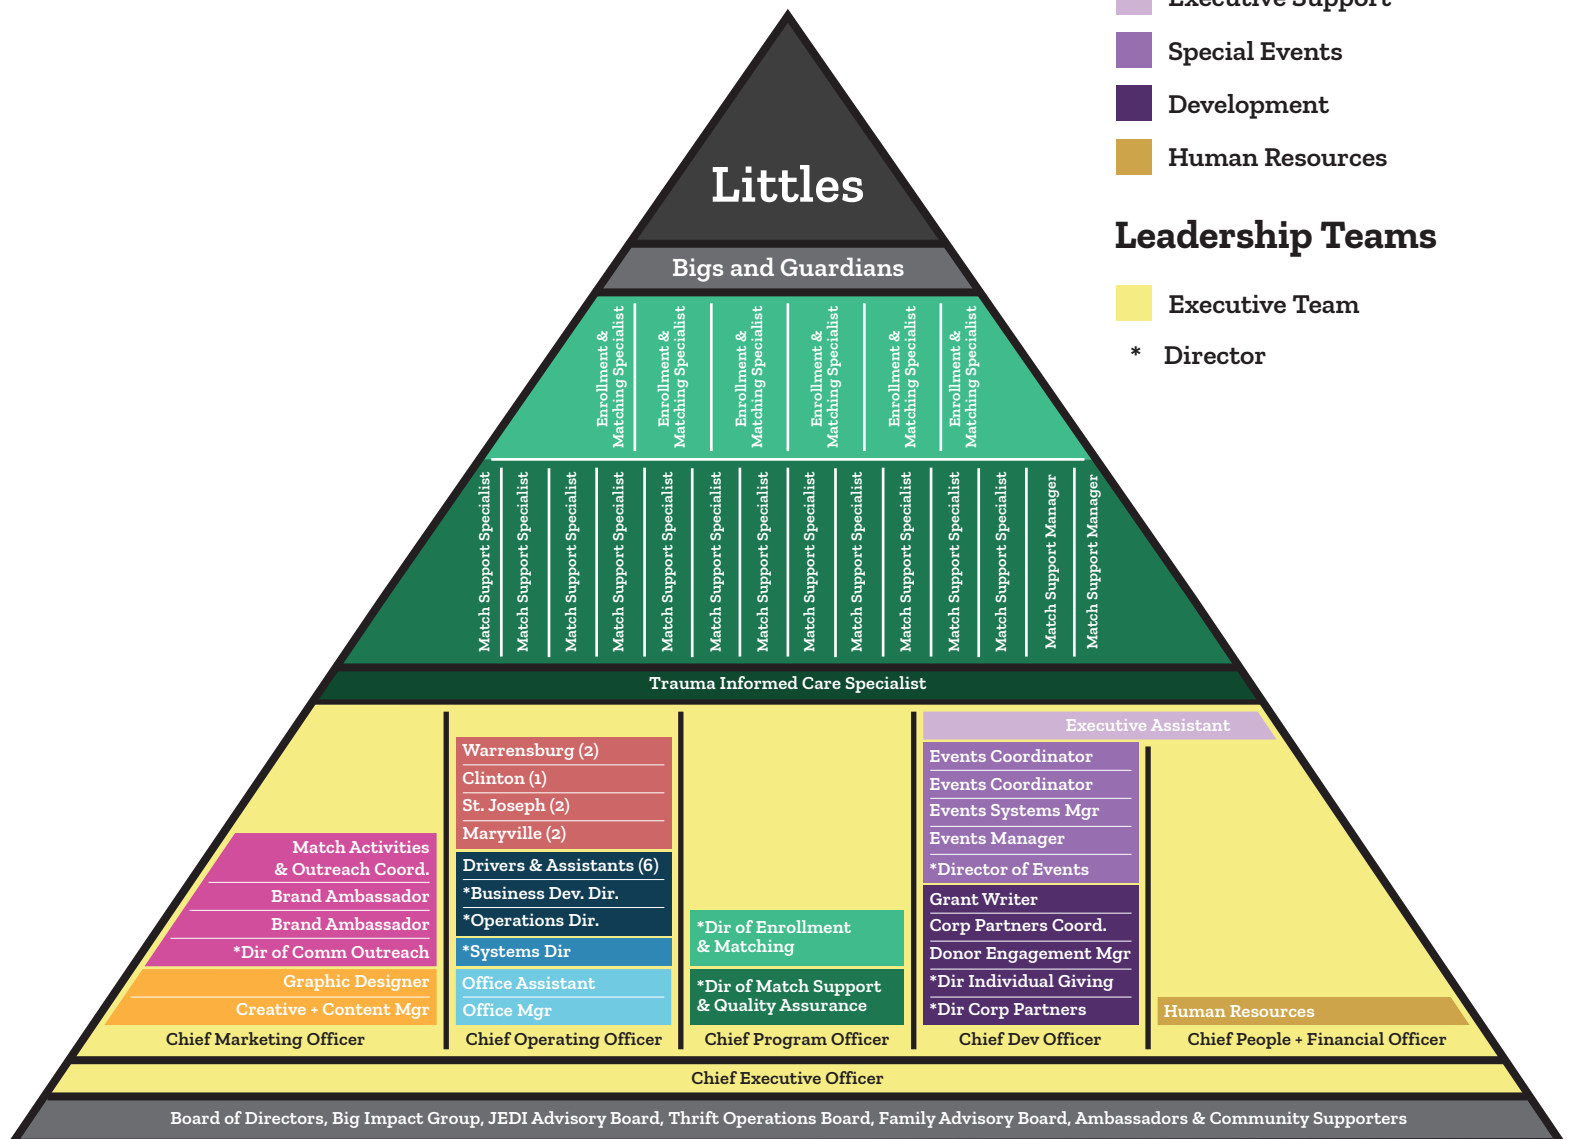 Executive Support
Special Events
Development
Human Resources
Leadership Teams
Executive Team
* Director
Littles
Bigs and Guardians
Enrollment &
Matching Specialist
Enrollment &
Matching Specialist
Enrollment &
Matching Specialist
Enrollment &
Matching Specialist
Enrollment &
Matching Specialist
Enrollment &
Matching Specialist
Match Support Specialist
Match Support Specialist
Match Support Specialist
Match Support Specialist
Match Support Specialist
Match Support Specialist
Match Support Specialist
Match Support Specialist
Match Support Specialist
Match Support Specialist
Match Support Specialist
Match Support Specialist
Match Support Manager
Match Support Manager
Trauma Informed Care Specialist
Match Activities
& Outreach Coord.
Brand Ambassador
Brand Ambassador
*Dir of Comm Outreach
Graphic Designer
Creative + Content Mgr
Chief Marketing Officer
Warrensburg (2)
Clinton (1)
St. Joseph (2)
Maryville (2)
Drivers & Assistants (6)
*Business Dev. Dir.
*Operations Dir.
*Systems Dir
Office Assistant
Office Mgr
Chief Operating Officer
*Dir of Enrollment
& Matching
*Dir of Match Support
& Quality Assurance
Chief Program Officer
Executive Assistant
Events Coordinator
Events Coordinator
Events Systems Mgr
Events Manager
*Director of Events
Grant Writer
Corp Partners Coord.
Donor Engagement Mgr
*Dir Individual Giving
*Dir Corp Partners
Chief Dev Officer
Human Resources
Chief People + Financial Officer
Chief Executive Officer
Board of Directors, Big Impact Group, JEDI Advisory Board, Thrift Operations Board, Family Advisory Board, Ambassadors & Community Supporters